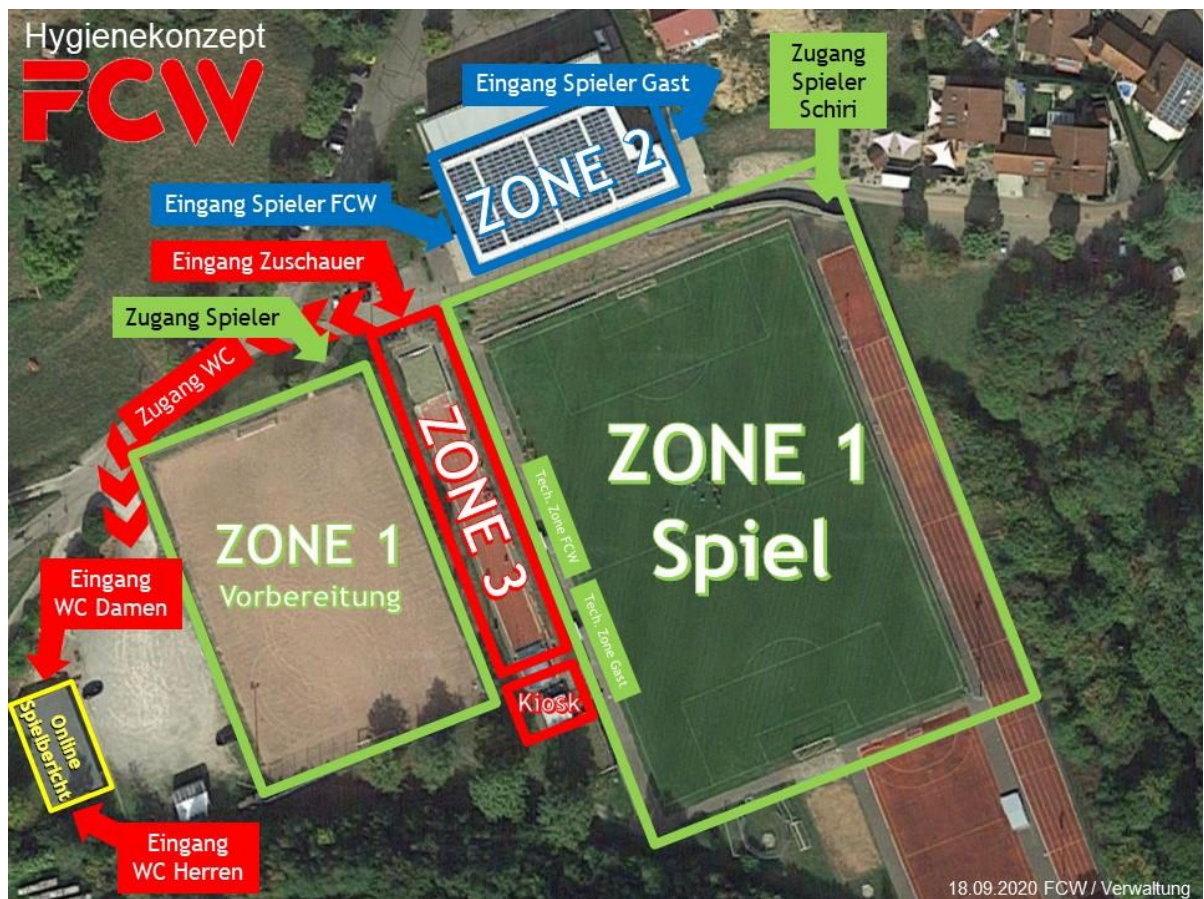 Hygienekonzept
FCW
Eingang Spieler Gast
Zugang
Spieler
Schiri
ZONE 2
Eingang Spieler FCW
Eingang Zuschauer
Zugang Spieler
Zugang WC
ZONE 3
ZONE 1
Spiel
Tech. Zone FCW
Tech. Zone Gast
ZONE 1
Vorbereitung
Eingang
WC Damen
Kiosk
Online
Spielbericht
Eingang
WC Herren
18.09.2020 FCW / Verwaltung